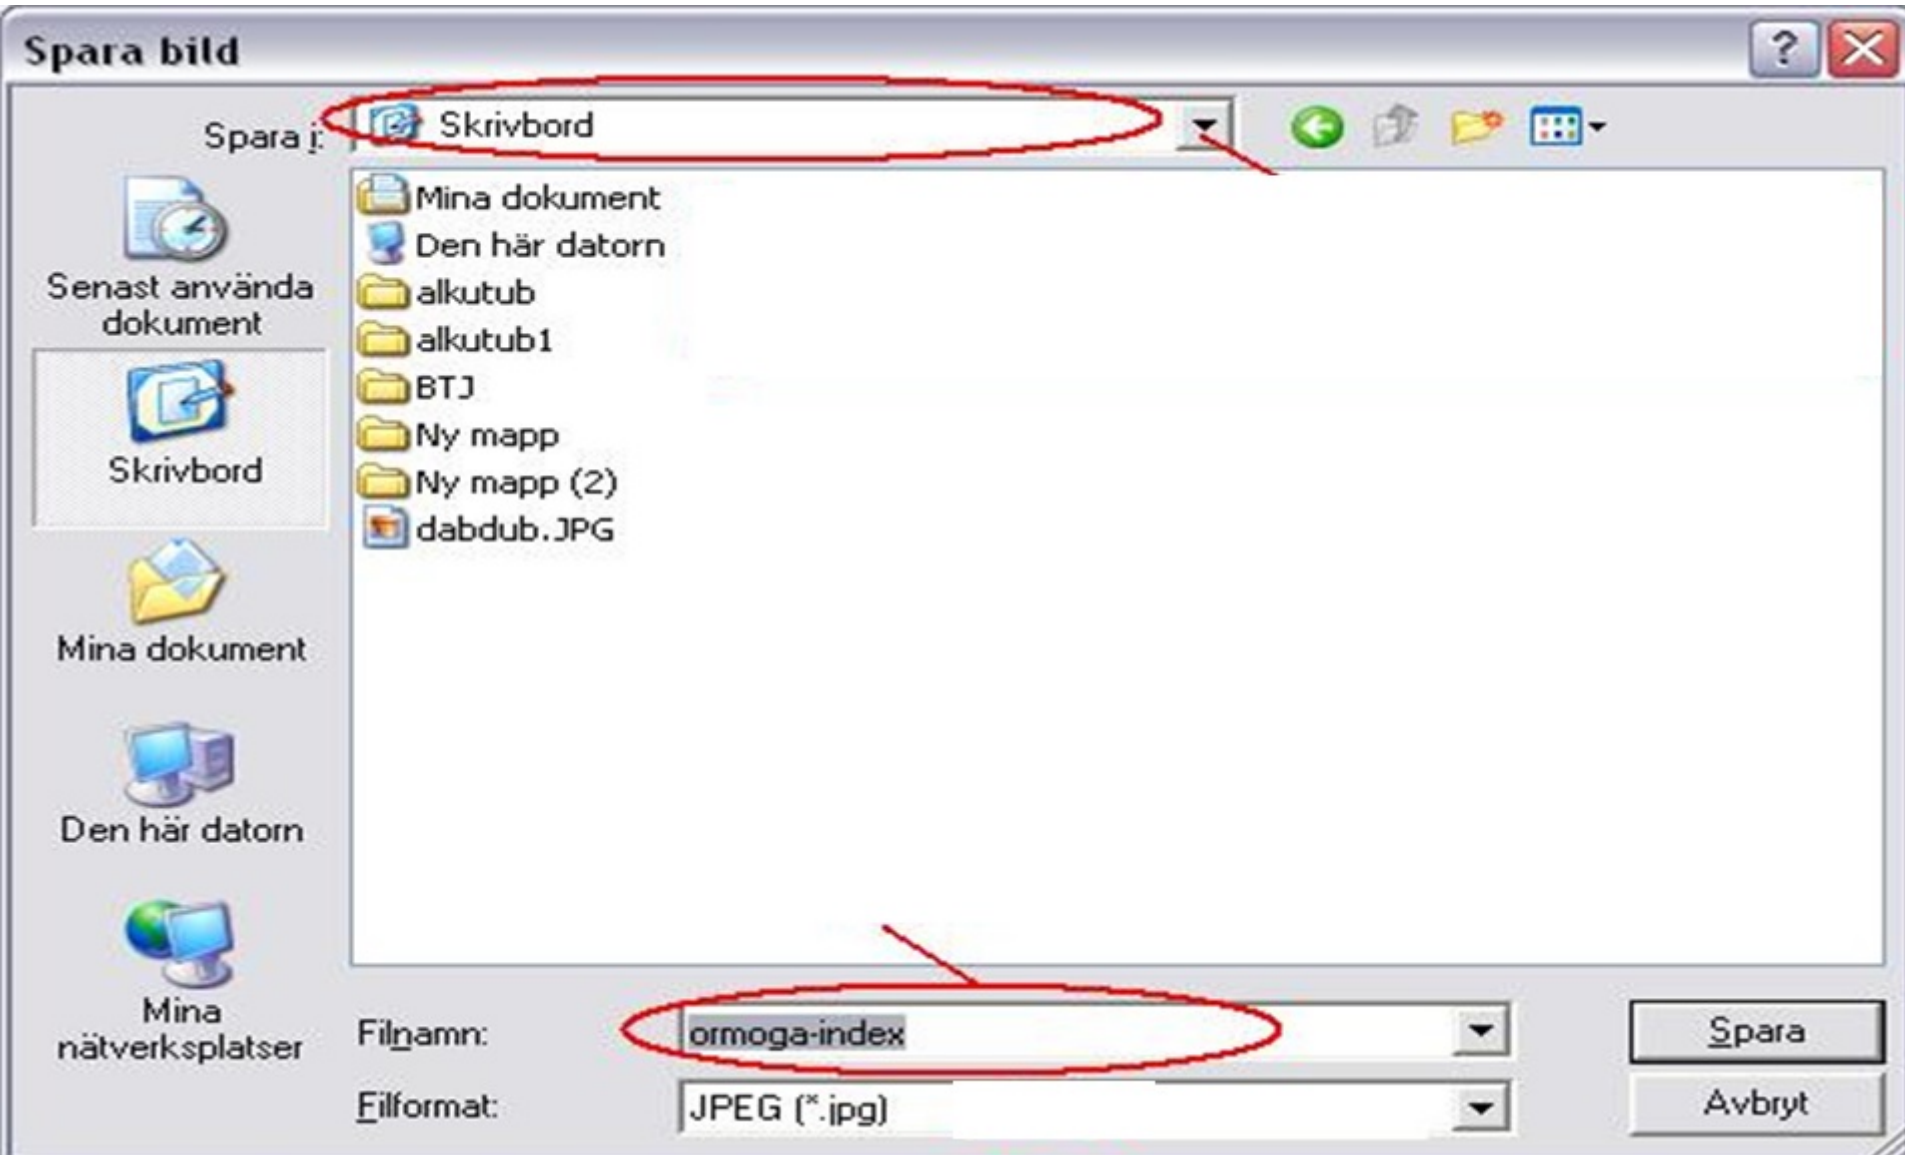 Spara bild
Spara i: Skrivbord
Senast använda
dokument
Skrivbord
Mina dokument
Den här datorn
Mina
nätverksplatser
Mina dokument
Den här datorn
alkutub
alkutub1
BTJ
Ny mapp
Ny mapp (2)
dabdub.JPG
Filnamn: ormoga-index
Spara
Filformat: JPEG (*.jpg)
Avbryt